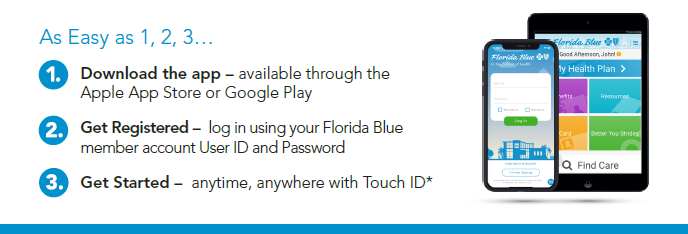 As Easy as 1, 2, 3…
1. Download the app – available through the
Apple App Store or Google Play
2. Get Registered – log in using your Florida Blue
member account User ID and Password
3. Get Started – anytime, anywhere with Touch ID*
Florida Blue
Log In
Florida Blue
Good Afternoon, John!
My Health Plan >
Resources
Card
Better You Strides
Find Care